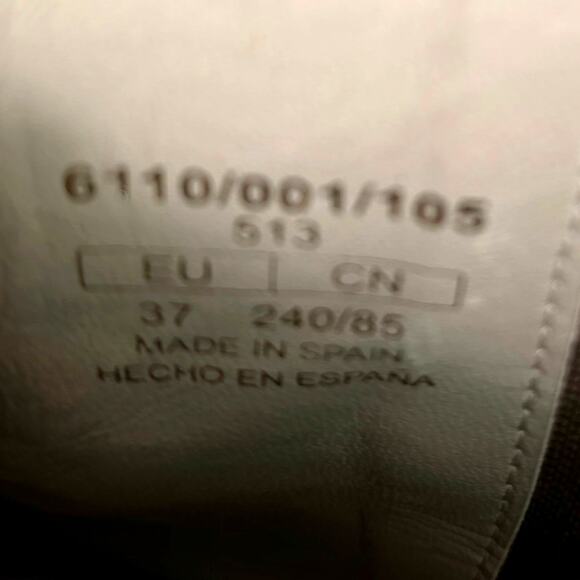 6110/001/105
513
EU CN
37 240/85
MADE IN SPAIN
HECHO EN ESPAÑA